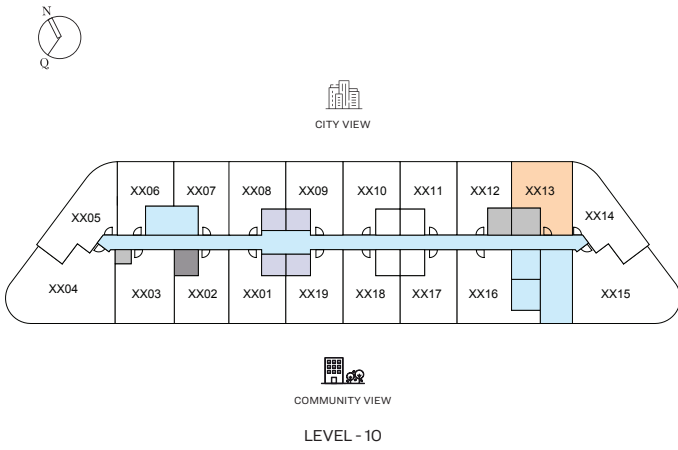 N
Q
CITY VIEW
XX06 XX07 XX08 XX09 XX10 XX11 XX12 XX13
XX05 XX14
XX04 XX03 XX02 XX01 XX19 XX18 XX17 XX16 XX15
COMMUNITY VIEW
LEVEL - 10